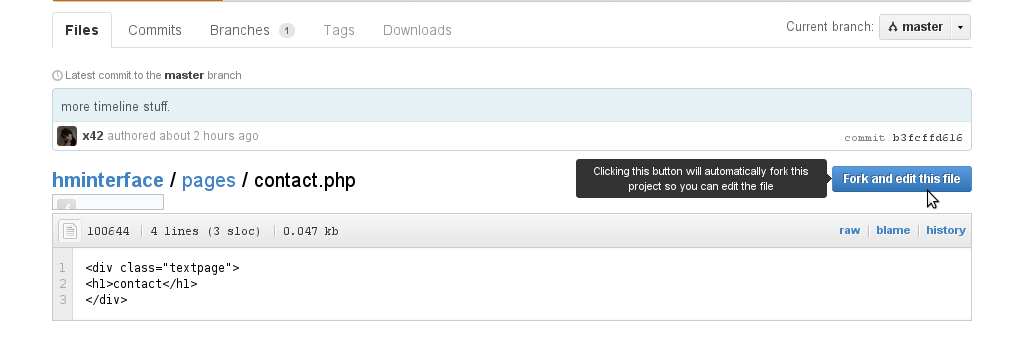 Files Commits Branches 1 Tags Downloads Current branch: master
Latest commit to the master branch
more timeline stuff.
x42 authored about 2 hours ago commit b3fcffd616
Clicking this button will automatically fork this
project so you can edit the file
hminterface / pages / contact.php Fork and edit this file
100644 4 lines (3 sloc) 0.047 kb raw blame history
1 <div class="textpage">
2 <h1>contact</h1>
3 </div>